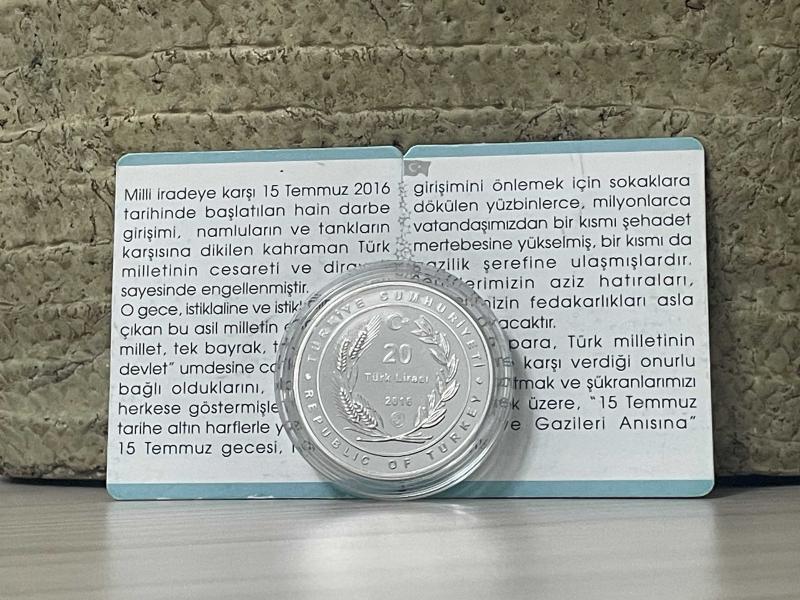 Milli iradeye karşı 15 Temmuz 2016
tarihinde başlatılan hain darbe
girişimi, namluların ve tankların
karşısına dikilen kahraman Türk
milletinin cesareti ve
sayesinde engellenmiştir.
O gece, istiklaline ve
çıkan bu asil milletin
millet, tek bayrak,
devlet” umdesine
bağlı olduklarını,
herkese
tarihe altın harflerle
15 Temmuz gecesi,
girişimini önlemek için sokaklara
dökülen yüzbinlerce, milyonlarca
vatandaşımızdan bir kısmı şehadet
mertebesine yükselmiş, bir kısmı da
gazilik şerefine ulaşmışlardır.
aziz hatıraları,
fedakarlıkları asla
para, Türk milletinin
karşı verdiği onurlu
ve şükranlarımızı
üzere, “15 Temmuz
ve Gazileri Anısına”
TÜRKİYE CUMHURİYETİ
20
Türk Lirası
2016
REPUBLIC OF TURKEY